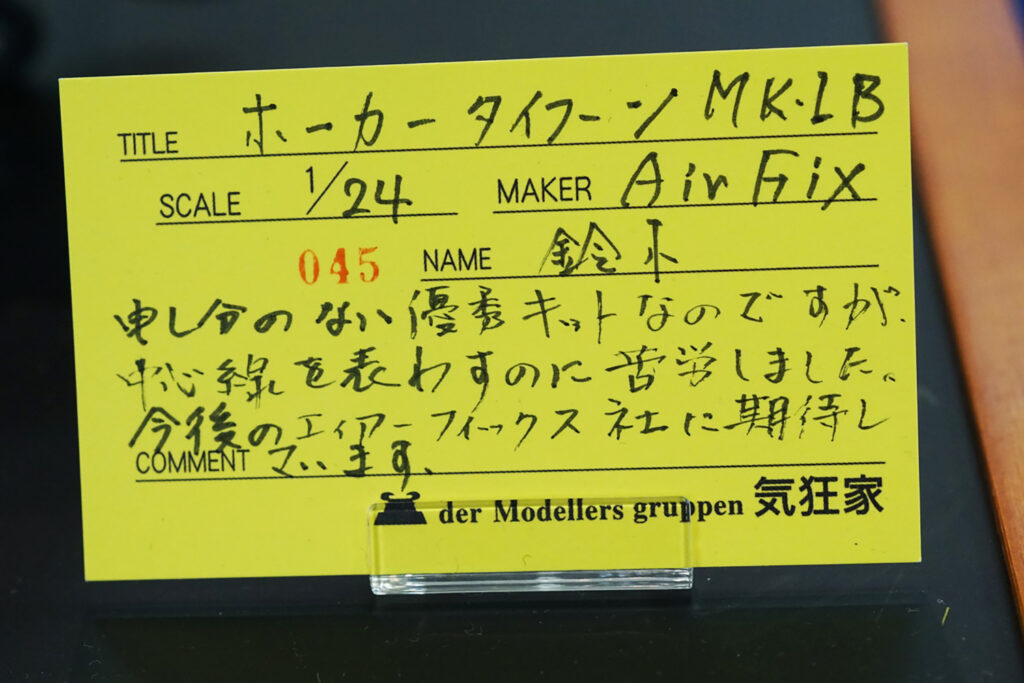 TITLE ホーカー タイフーン MK・IB
SCALE 1/24 MAKER AirFix
045 NAME 鈴木
申し分のない優秀キットなのですが、
中心線を表わすのに苦労しました。
今後のエィアーフィックス社に期待し
COMMENT ています。
der Modellers gruppen 気狂家